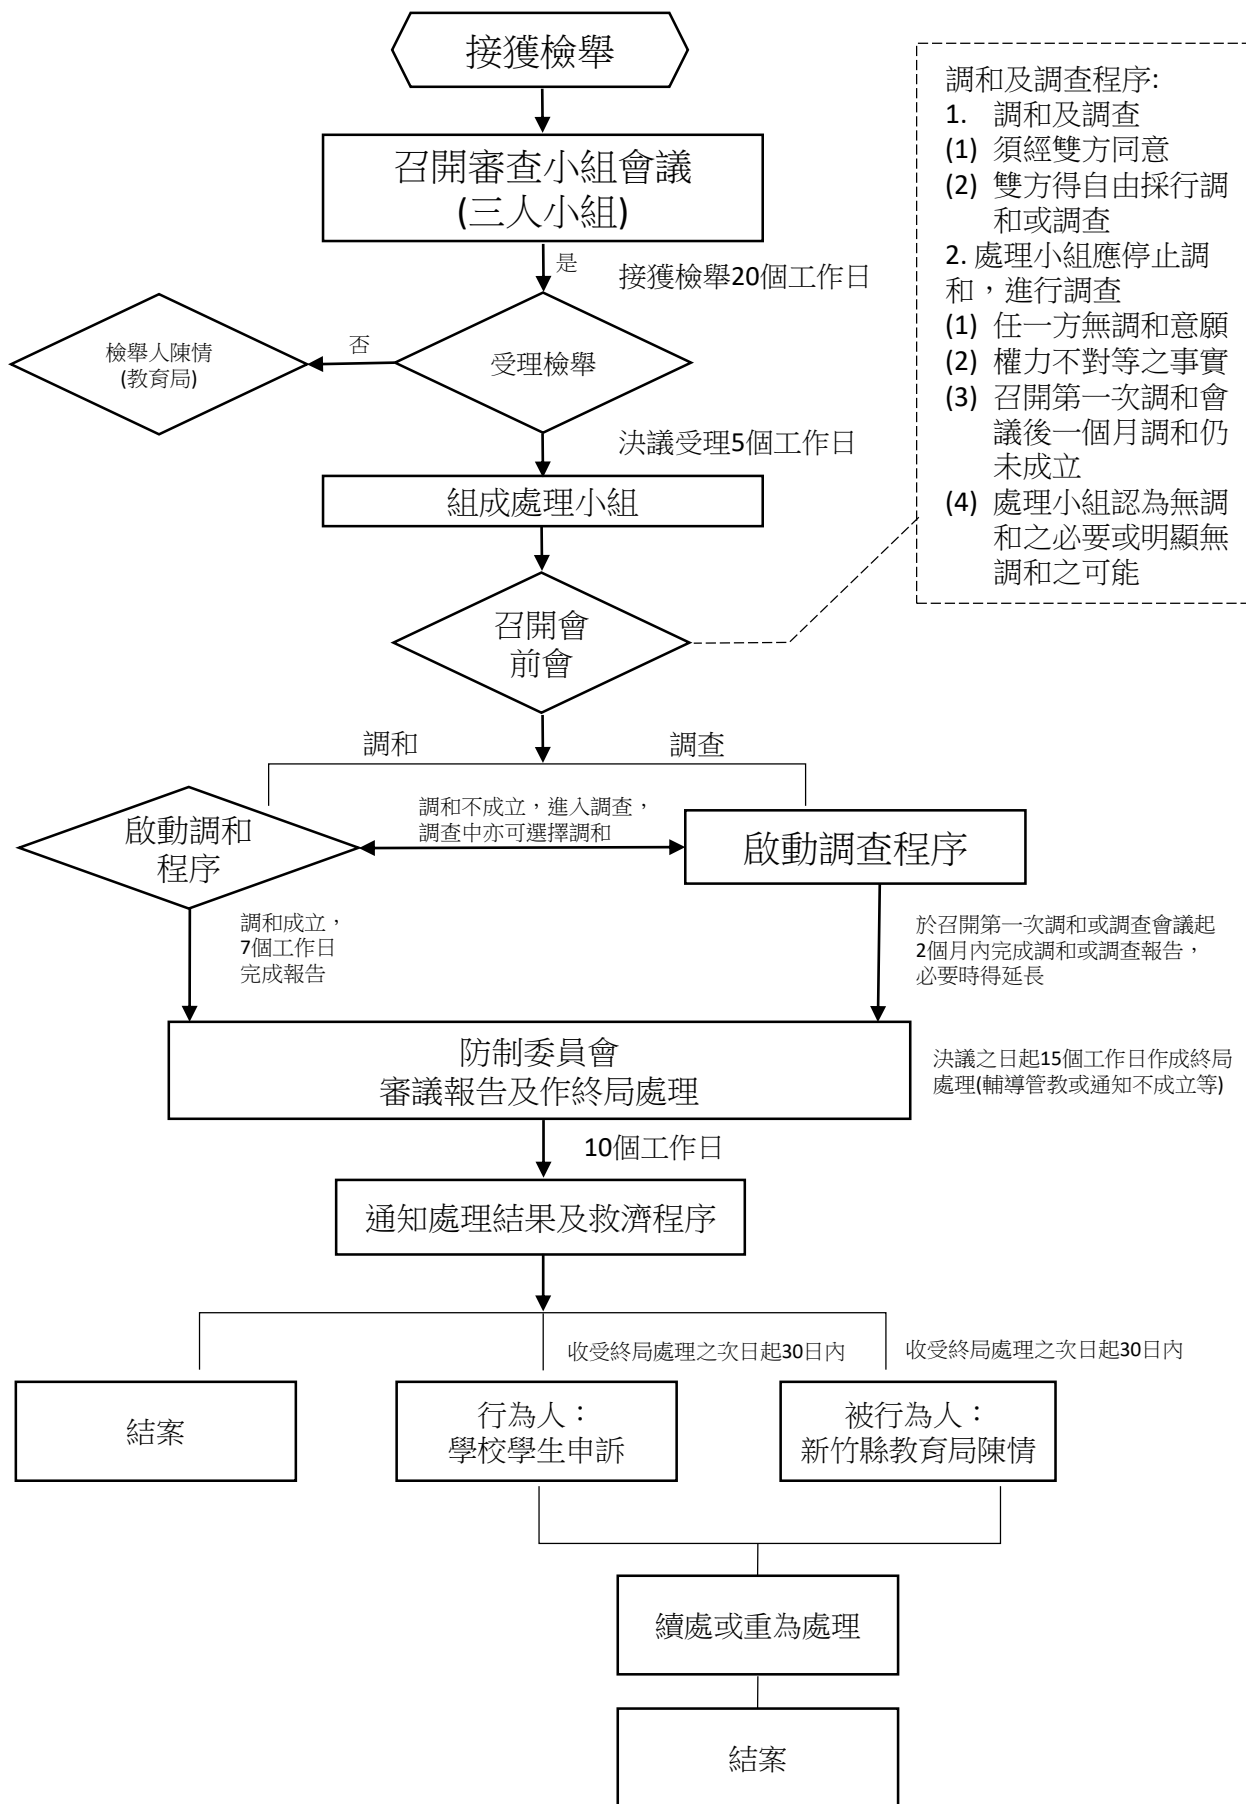 接獲檢舉
召開審查小組會議
(三人小組)
是
接獲檢舉20個工作日
檢舉人陳情
(教育局)
否
受理檢舉
決議受理5個工作日
組成處理小組
召開會
前會
調和及調查程序:
1. 調和及調查
(1) 須經雙方同意
(2) 雙方得自由採行調
和或調查
2. 處理小組應停止調
和，進行調查
(1) 任一方無調和意願
(2) 權力不對等之事實
(3) 召開第一次調和會
議後一個月調和仍
未成立
(4) 處理小組認為無調
和之必要或明顯無
調和之可能
調和
調查
啟動調和
程序
調和不成立，進入調查，
調查中亦可選擇調和
啟動調查程序
調和成立，
7個工作日
完成報告
於召開第一次調和或調查會議起
2個月內完成調和或調查報告，
必要時得延長
防制委員會
審議報告及作終局處理
決議之日起15個工作日作成終局
處理(輔導管教或通知不成立等)
10個工作日
通知處理結果及救濟程序
收受終局處理之次日起30日內
收受終局處理之次日起30日內
結案
行為人：
學校學生申訴
被行為人：
新竹縣教育局陳情
續處或重為處理
結案